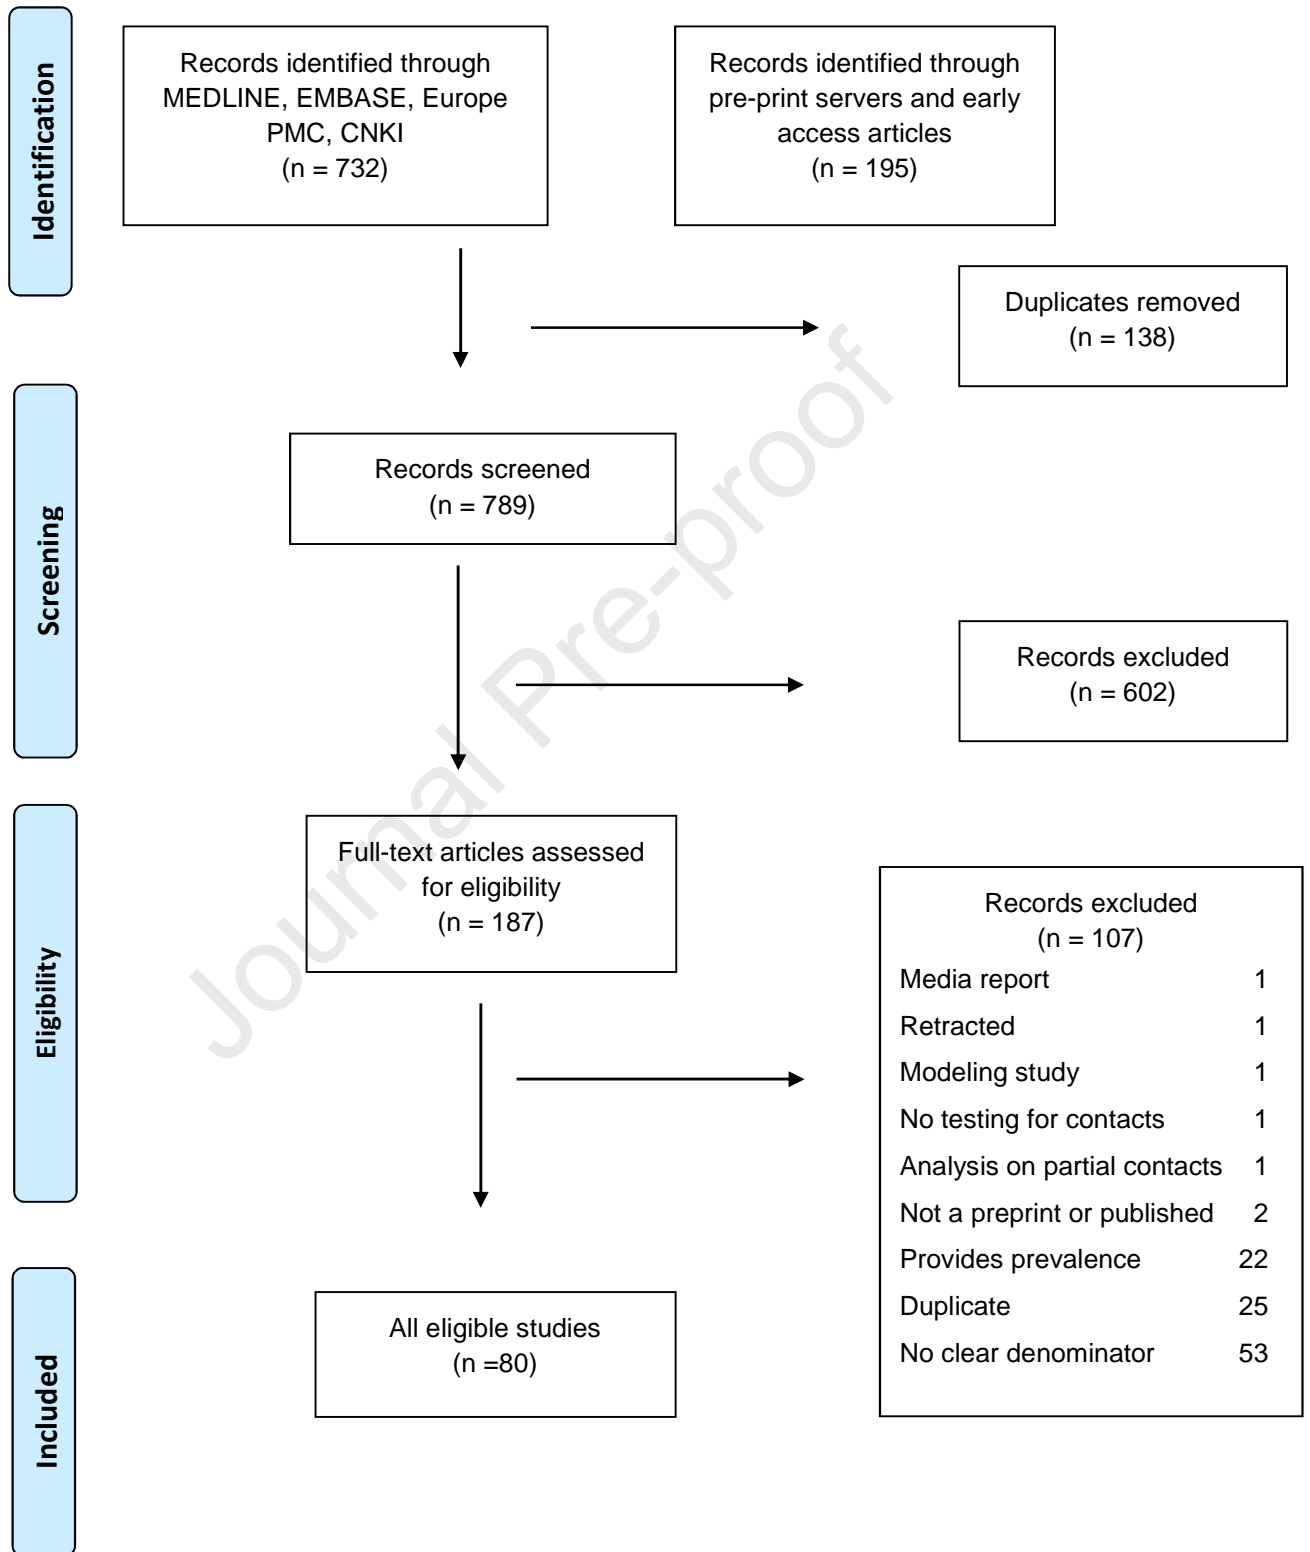 Identification
Records identified through
MEDLINE, EMBASE, Europe
PMC, CNKI
(n = 732)
Records identified through
pre-print servers and early
access articles
(n = 195)
Duplicates removed
(n = 138)
Screening
Records screened
(n = 789)
Records excluded
(n = 602)
Eligibility
Full-text articles assessed
for eligibility
(n = 187)
Records excluded
(n = 107)
Media report 1
Retracted 1
Modeling study 1
No testing for contacts 1
Analysis on partial contacts 1
Not a preprint or published 2
Provides prevalence 22
Duplicate 25
No clear denominator 53
Included
All eligible studies
(n =80)
Journal Pre-proof